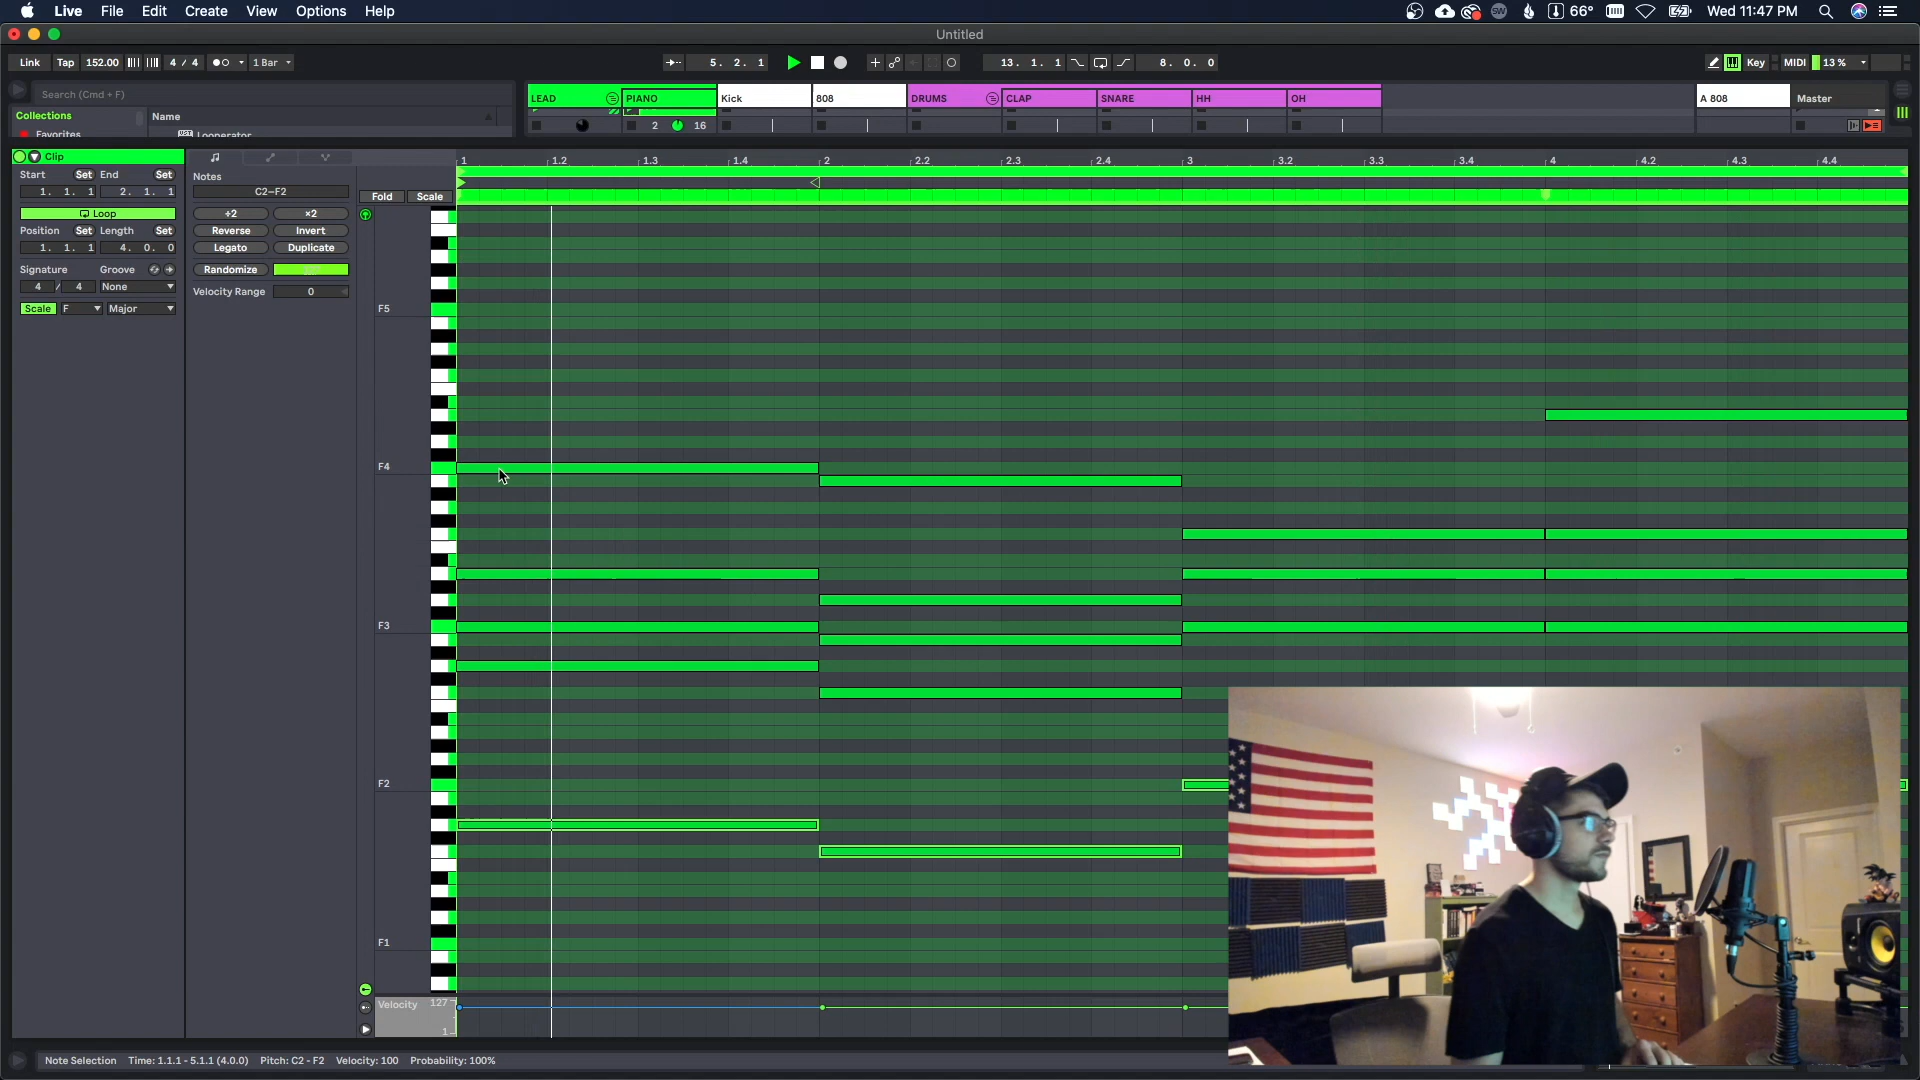 Live File Edit Create View Options Help
66° Wed 11:47 PM
Untitled
Link Tap 152.00 4 / 4 1 Bar 5. 2. 1 13. 1. 1 8. 0. 0 Key MIDI 13 %
Search (Cmd + F)
LEAD PIANO Kick 808 DRUMS CLAP SNARE HH OH A 808 Master
Collections Name
2 16
Favorites Looperator
Clip
1 1.2 1.3 1.4 2 2.2 2.3 2.4 3 3.2 3.3 3.4 4 4.2 4.3 4.4
Start Set End Set
1. 1. 1 2. 1. 1
Loop
Position Set Length Set
1. 1. 1 4. 0. 0
Signature Groove
4 / 4 None
Scale F Major
Notes
C2–F2
÷2 ×2
Reverse Invert
Legato Duplicate
Randomize
Velocity Range 0
Fold Scale
F5
F4
F3
F2
F1
Velocity 127
1
Note Selection Time: 1.1.1 - 5.1.1 (4.0.0) Pitch: C2 - F2 Velocity: 100 Probability: 100%